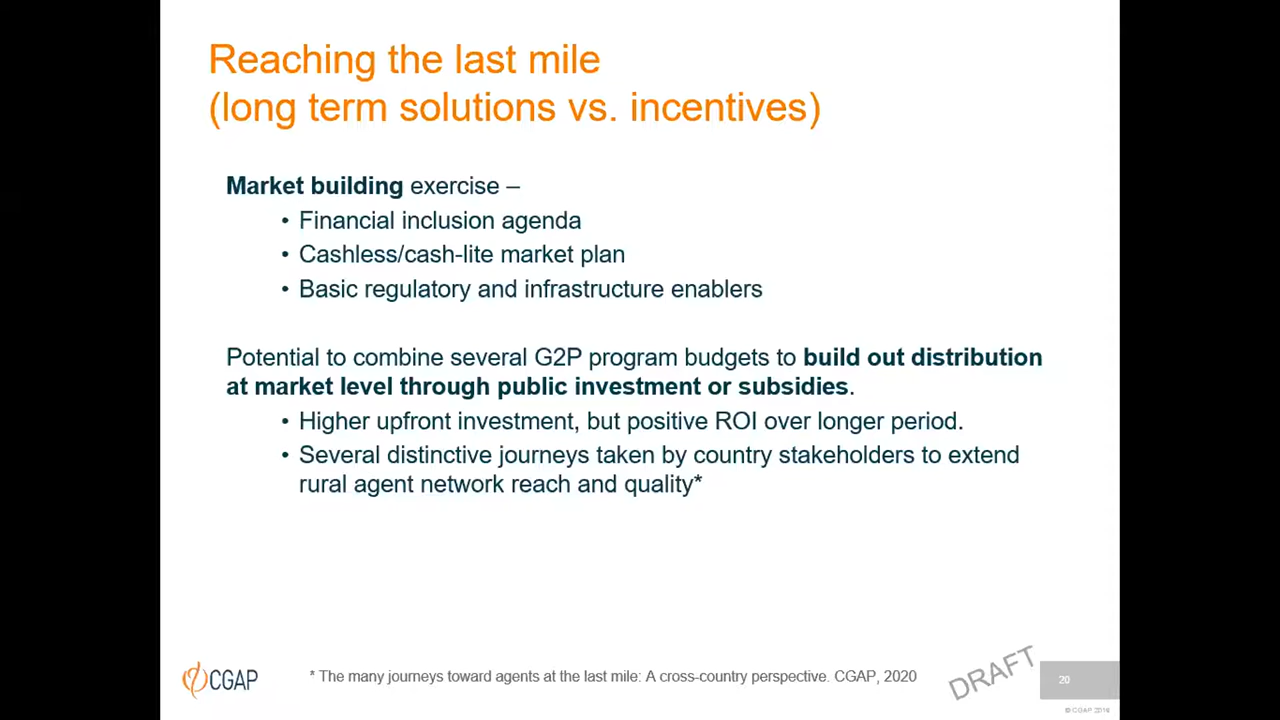 Reaching the last mile
(long term solutions vs. incentives)
Market building exercise –
• Financial inclusion agenda
• Cashless/cash-lite market plan
• Basic regulatory and infrastructure enablers
Potential to combine several G2P program budgets to build out distribution
at market level through public investment or subsidies.
• Higher upfront investment, but positive ROI over longer period.
• Several distinctive journeys taken by country stakeholders to extend
rural agent network reach and quality*
CGAP
* The many journeys toward agents at the last mile: A cross-country perspective. CGAP, 2020
DRAFT
20
© CGAP 2016